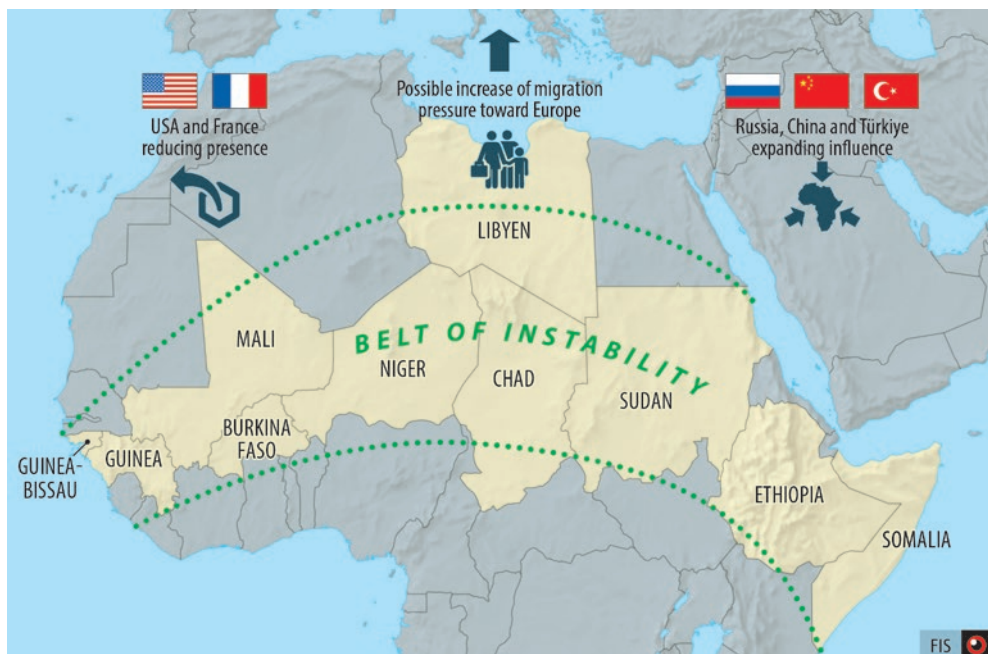 USA and France
reducing presence
Possible increase of migration
pressure toward Europe
Russia, China and Türkiye
expanding influence
LIBYEN
BELT OF INSTABILITY
MALI
NIGER
CHAD
SUDAN
BURKINA
FASO
GUINEA
GUINEA-
BISSAU
ETHIOPIA
SOMALIA
FIS